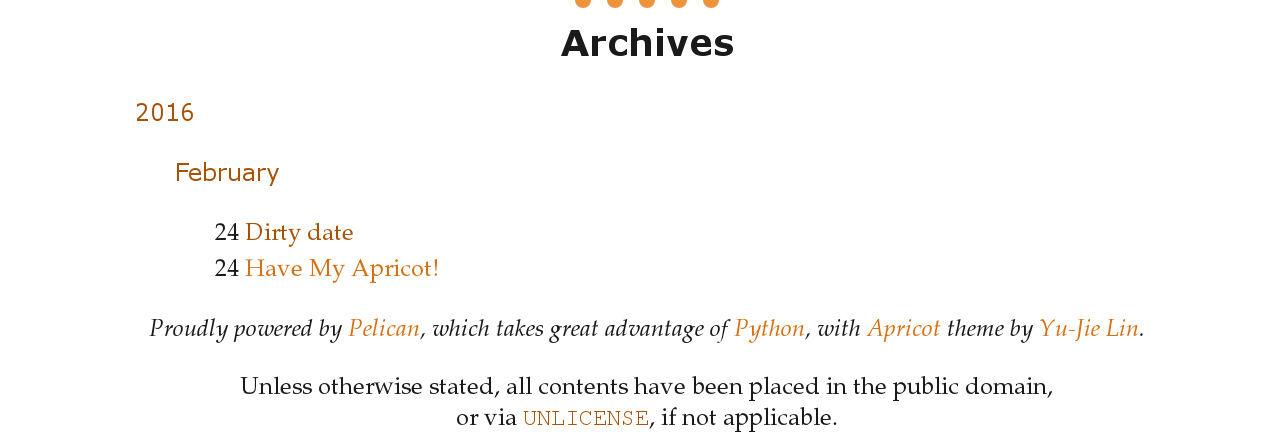 Archives
2016
February
24 Dirty date
24 Have My Apricot!
Proudly powered by Pelican, which takes great advantage of Python, with Apricot theme by Yu-Jie Lin.
Unless otherwise stated, all contents have been placed in the public domain,
or via UNLICENSE, if not applicable.